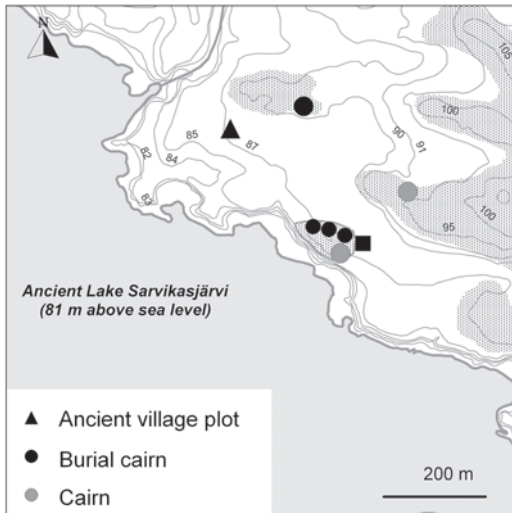 N
105
100
90
91
85
87
82
84
83
95
100
Ancient Lake Sarvikasjärvi
(81 m above sea level)
Ancient village plot
Burial cairn
Cairn
200 m